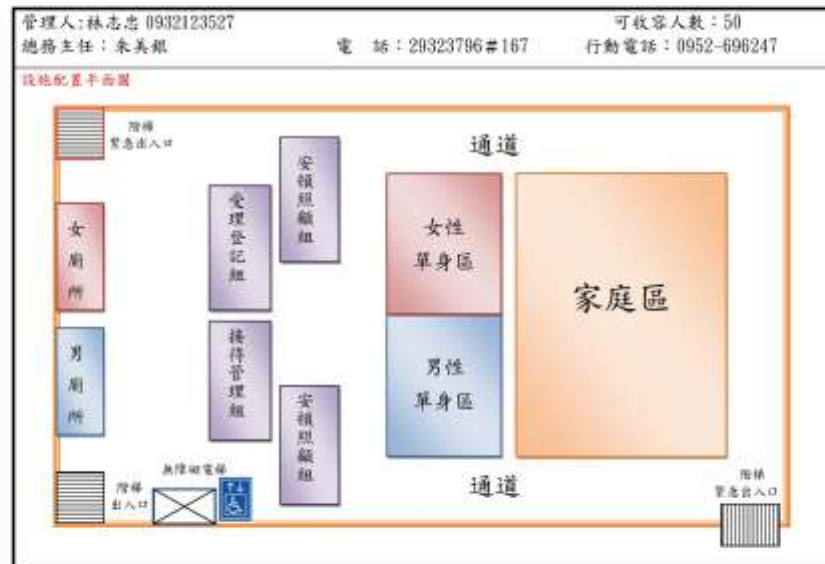 管理人:林志忠 0932123527
可收容人數：50
總務主任：朱美銀
電 話：29323796#167
行動電話：0952-696247
設施配置平面圖
階梯
緊急出入口
通道
安頓照顧組
受理登記組
女廁所
女性
單身區
家庭區
男廁所
接待管理組
男性
單身區
安頓照顧組
無障礙電梯
階梯
出入口
通道
階梯
緊急出入口